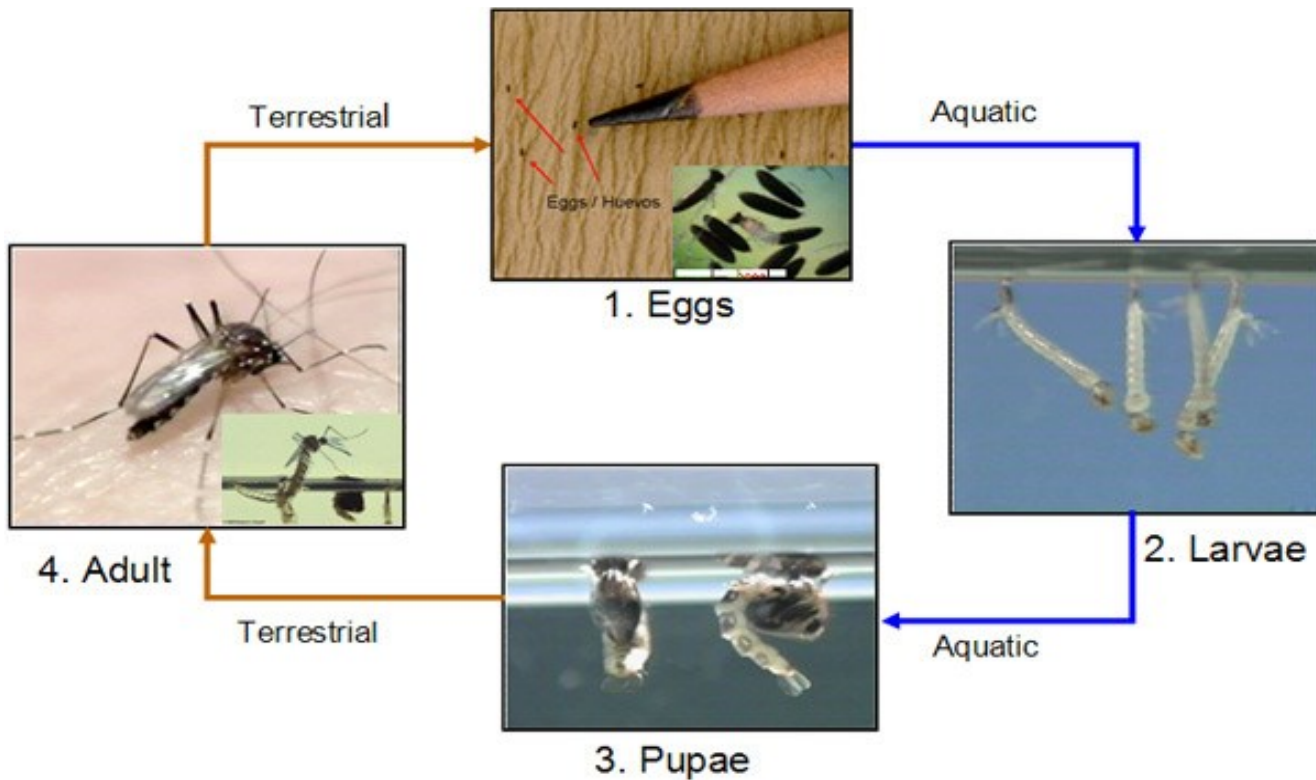 Terrestrial
Aquatic
Eggs / Huevos
1. Eggs
4. Adult
2. Larvae
Terrestrial
Aquatic
3. Pupae